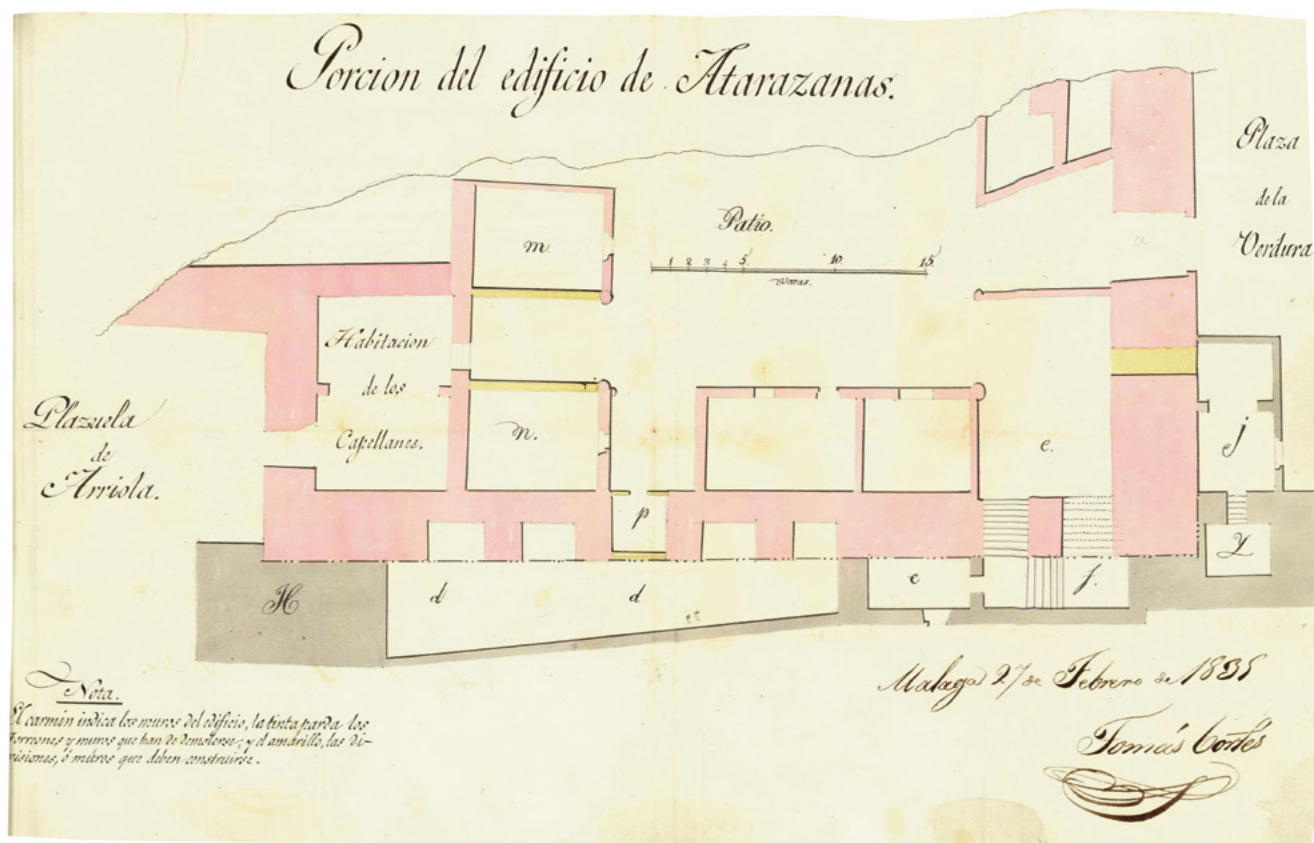 Porcion del edificio de Atarazanas.
Plaza
de la
Verdura
Patio.
1 2 3 4 5. 10. 15.
Varas.
a
m.
Habitacion
de los
Capellanes.
n.
e.
j
Plazuela
de
Arriola.
p
y
H
d
d
e
f.
22
Malaga 27 de Febrero de 1835
Tomás Cortés
Nota.
El carmin indica los muros del edificio, la tinta parda los
Torreones y muros que han de demolerse; y el amarillo, las di-
visiones, ó muros que deben construirse.